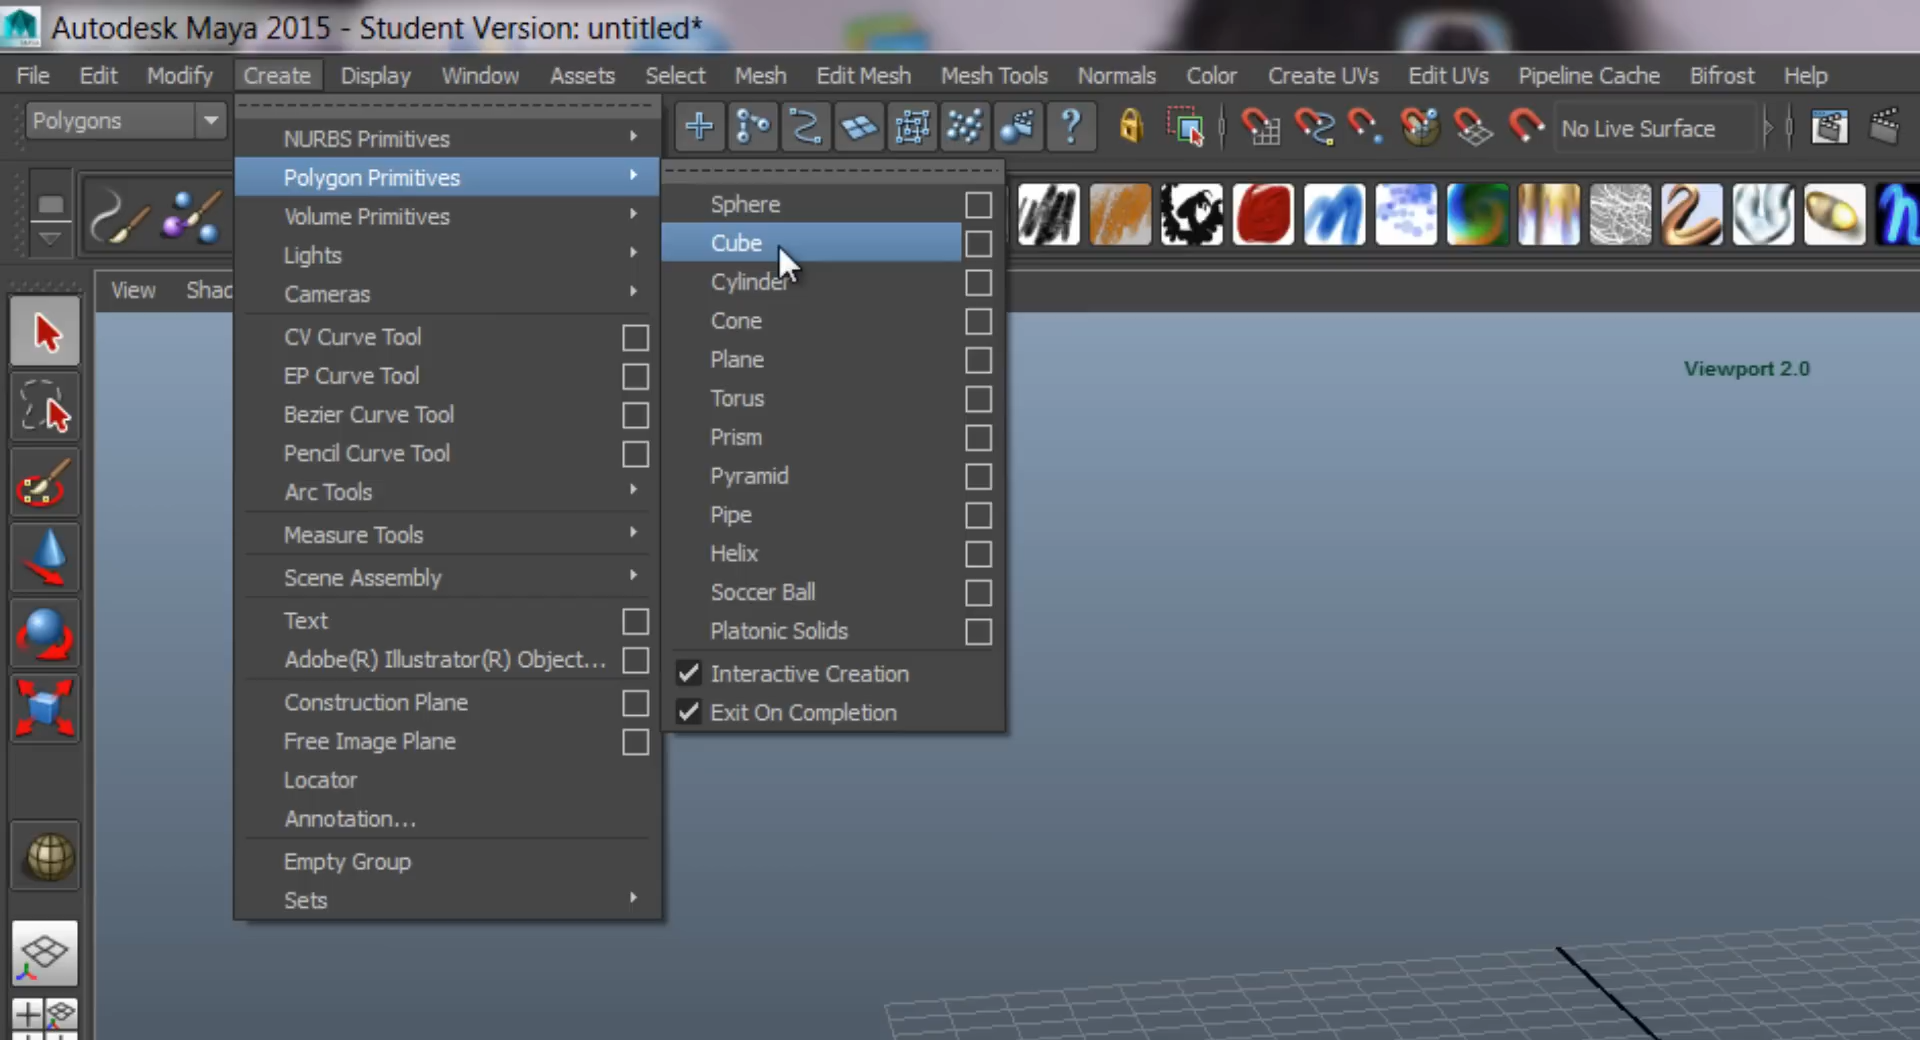 Autodesk Maya 2015 - Student Version: untitled*
File Edit Modify Create Display Window Assets Select Mesh Edit Mesh Mesh Tools Normals Color Create UVs Edit UVs Pipeline Cache Bifrost Help
Polygons
No Live Surface
View
NURBS Primitives
Polygon Primitives
Volume Primitives
Lights
Cameras
CV Curve Tool
EP Curve Tool
Bezier Curve Tool
Pencil Curve Tool
Arc Tools
Measure Tools
Scene Assembly
Text
Adobe(R) Illustrator(R) Object...
Construction Plane
Free Image Plane
Locator
Annotation...
Empty Group
Sets
Sphere
Cube
Cylinder
Cone
Plane
Torus
Prism
Pyramid
Pipe
Helix
Soccer Ball
Platonic Solids
Interactive Creation
Exit On Completion
Viewport 2.0